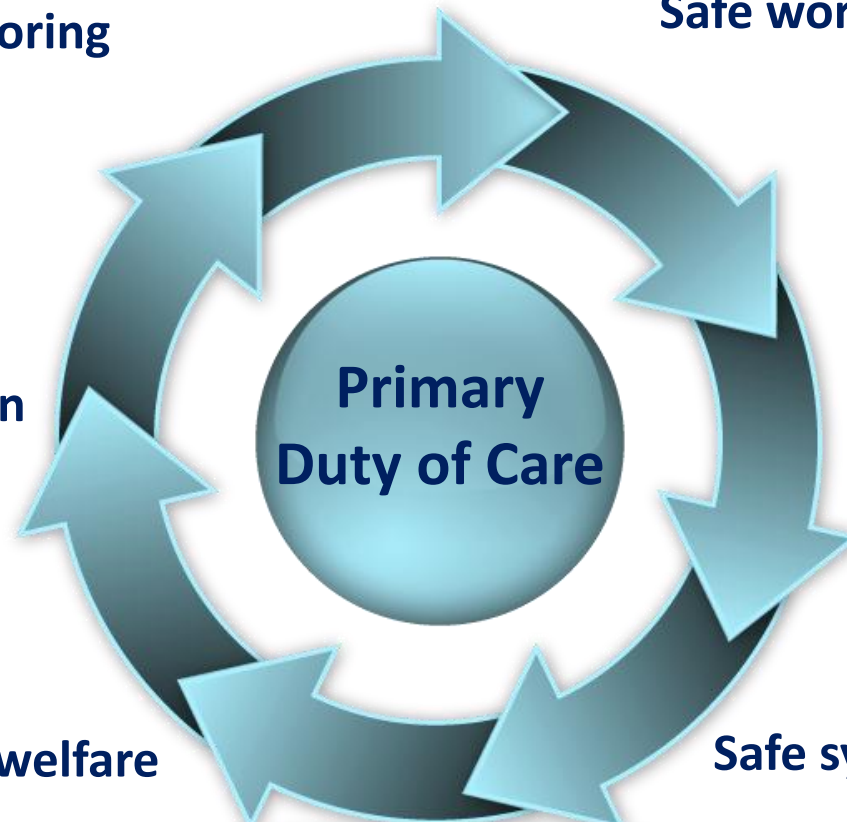 oring
Safe wor
Primary
n
Duty of Care
welfare
Safe sy